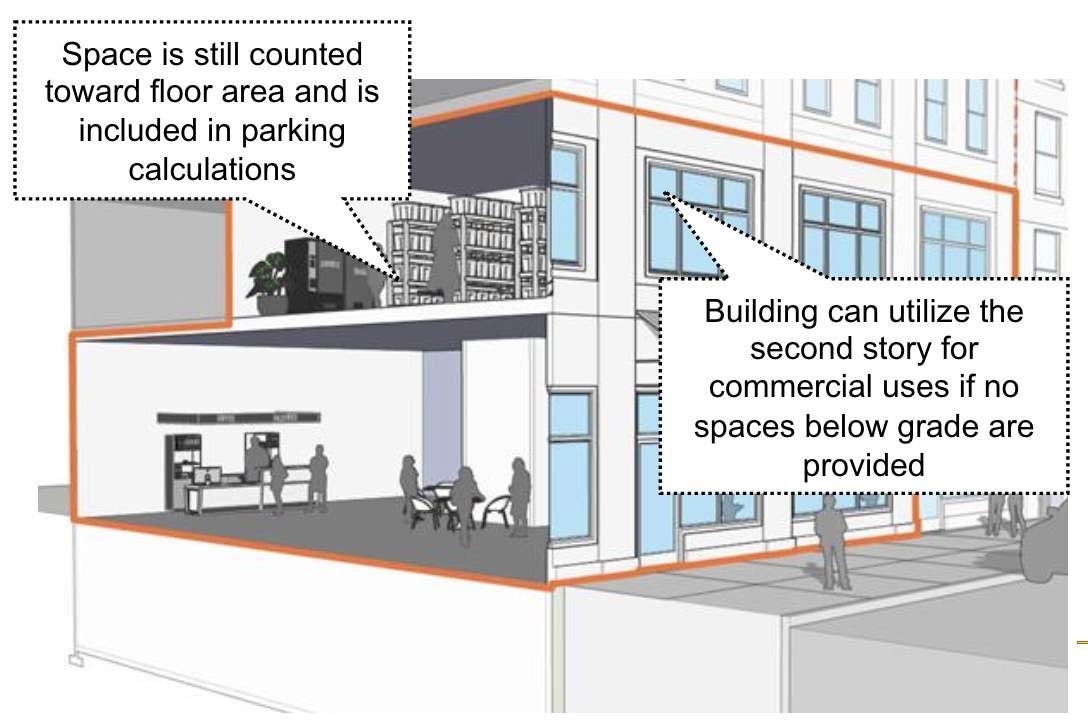 Space is still counted
toward floor area and is
included in parking
calculations
Building can utilize the
second story for
commercial uses if no
spaces below grade are
provided